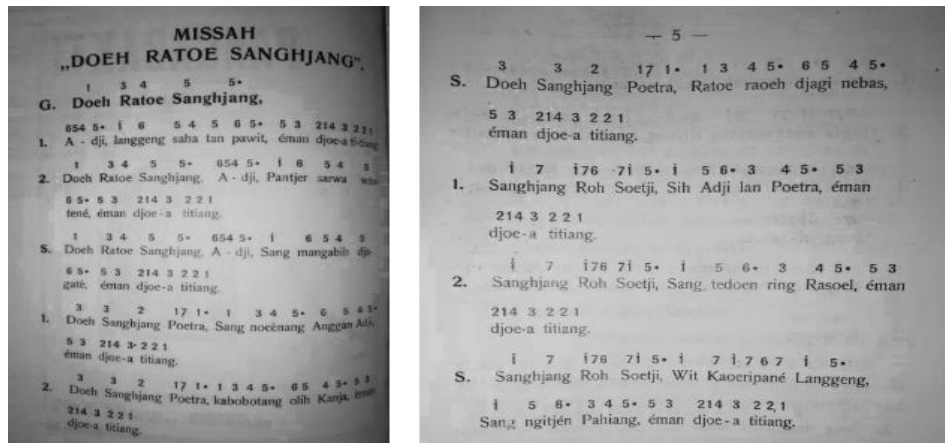 MISSAH
„DOEH RATOE SANGHJANG".
1 3 4 5 5•
G. Doeh Ratoe Sanghjang,
654 5• i 6 5 4 5 6 5• 5 3 214 3 2 2 1
1. A - dji, langgeng saha tan pawit, éman djoe-a titiang.
1 3 4 5 5• 654 5• i 6 5 4 5
2. Doeh Ratoe Sanghjang. A - dji, Pantjer sarwa
6 5• 5 3 214 3 2 2 1
tené, éman djoe-a titiang.
1 3 4 5 5• 654 5• i 6 5 4 5
S. Doeh Ratoe Sanghjang. A - dji, Sang mangabih dja-
6 5• 5 3 214 3 2 2 1
gate, éman djoe-a titiang.
3 3 2 17 1• 1 3 4 5• 6 5 4 5•
1. Doeh Sanghjang Poetra, Sang noeénang Anggan Adji,
5 3 214 3• 2 2 1
éman djoe-a titiang.
3 3 2 17 1• 1 3 4 5• 6 5 4 5• 5 3
2. Doeh Sanghjang Poetra, kabobotang olih Kanja, éman
214 3 2 2 1
djoe-a titiang.
— 5 —
3 3 2 17 1• 1 3 4 5• 6 5 4 5•
S. Doeh Sanghjang Poetra, Ratoe raoeh djagi nebas,
5 3 214 3 2 2 1
éman djoe-a titiang.
i 7 i76 7i 5• i 5 6• 3 4 5• 5 3
1. Sanghjang Roh Soetji, Sih Adji lan Poetra, éman
214 3 2 2 1
djoe-a titiang.
i 7 i76 7i 5• i 5 6• 3 4 5• 5 3
2. Sanghjang Roh Soetji, Sang tedoen ring Rasoel, éman
214 3 2 2 1
djoe-a titiang.
i 7 i76 7i 5• i 7 i• 7 6 7 i 5•
S. Sanghjang Roh Soetji, Wit Kaoeripané Langgeng,
i 5 6• 3 4 5• 5 3 214 3 2 2, 1
Sang ngitjén Pahiang, éman djoe-a titiang.